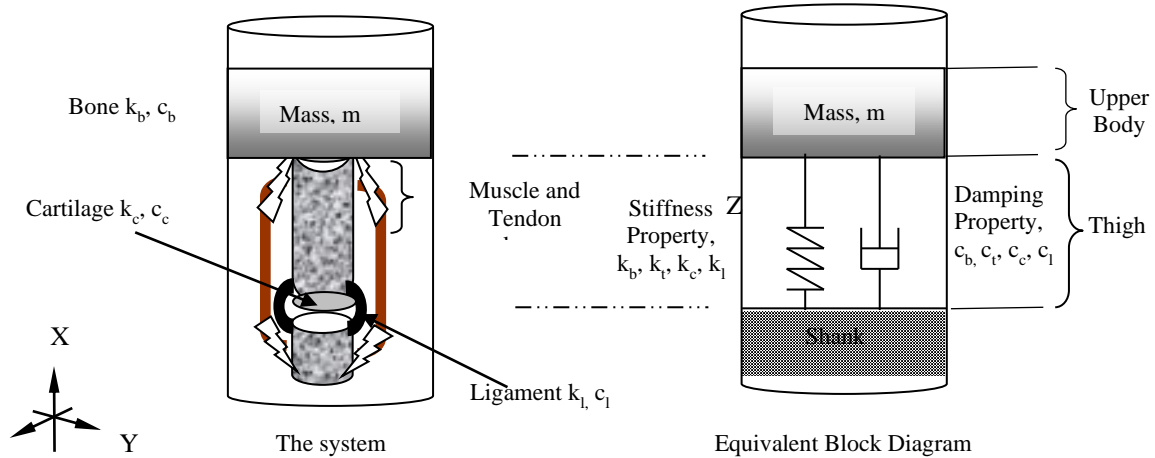 Bone k_b, c_b
Mass, m
Cartilage k_c, c_c
Muscle and
Tendon
Ligament k_l, c_l
X
Y
The system
Stiffness
Property,
k_b, k_t, k_c, k_l
Z
Mass, m
Shank
Damping
Property,
c_b, c_t, c_c, c_l
Upper
Body
Thigh
Equivalent Block Diagram